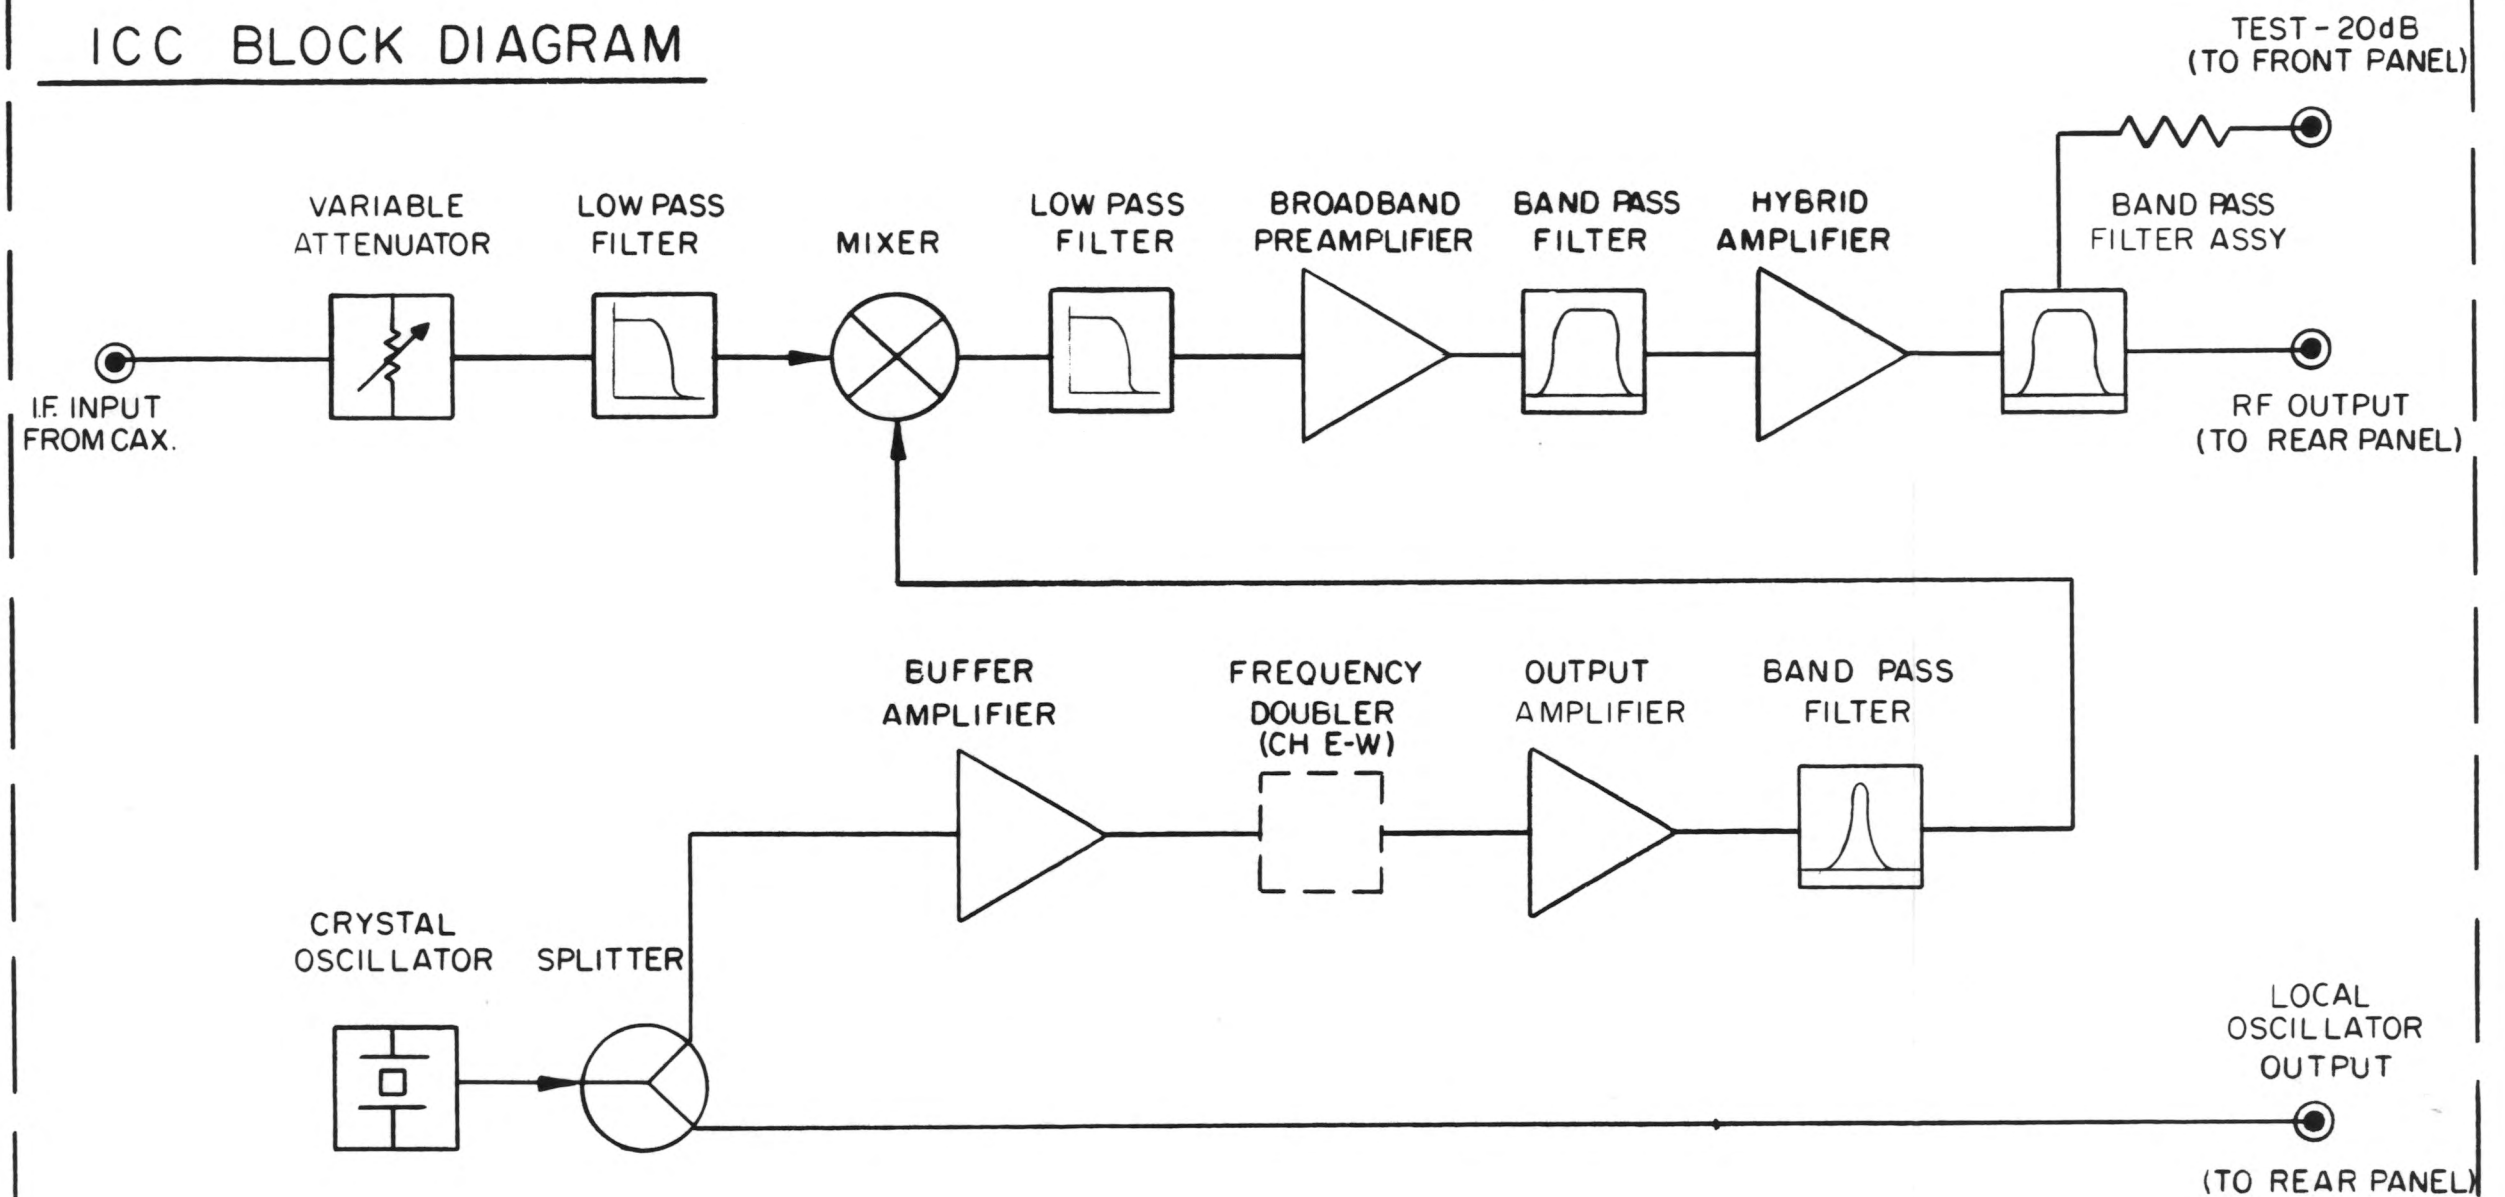 ICC BLOCK DIAGRAM
TEST-20dB
(TO FRONT PANEL)
VARIABLE
ATTENUATOR
LOW PASS
FILTER
MIXER
LOW PASS
FILTER
BROADBAND
PREAMPLIFIER
BAND PASS
FILTER
HYBRID
AMPLIFIER
BAND PASS
FILTER ASSY
I.F. INPUT
FROM CAX.
RF OUTPUT
(TO REAR PANEL)
BUFFER
AMPLIFIER
FREQUENCY
DOUBLER
(CH E-W)
OUTPUT
AMPLIFIER
BAND PASS
FILTER
CRYSTAL
OSCILLATOR
SPLITTER
LOCAL
OSCILLATOR
OUTPUT
(TO REAR PANEL)